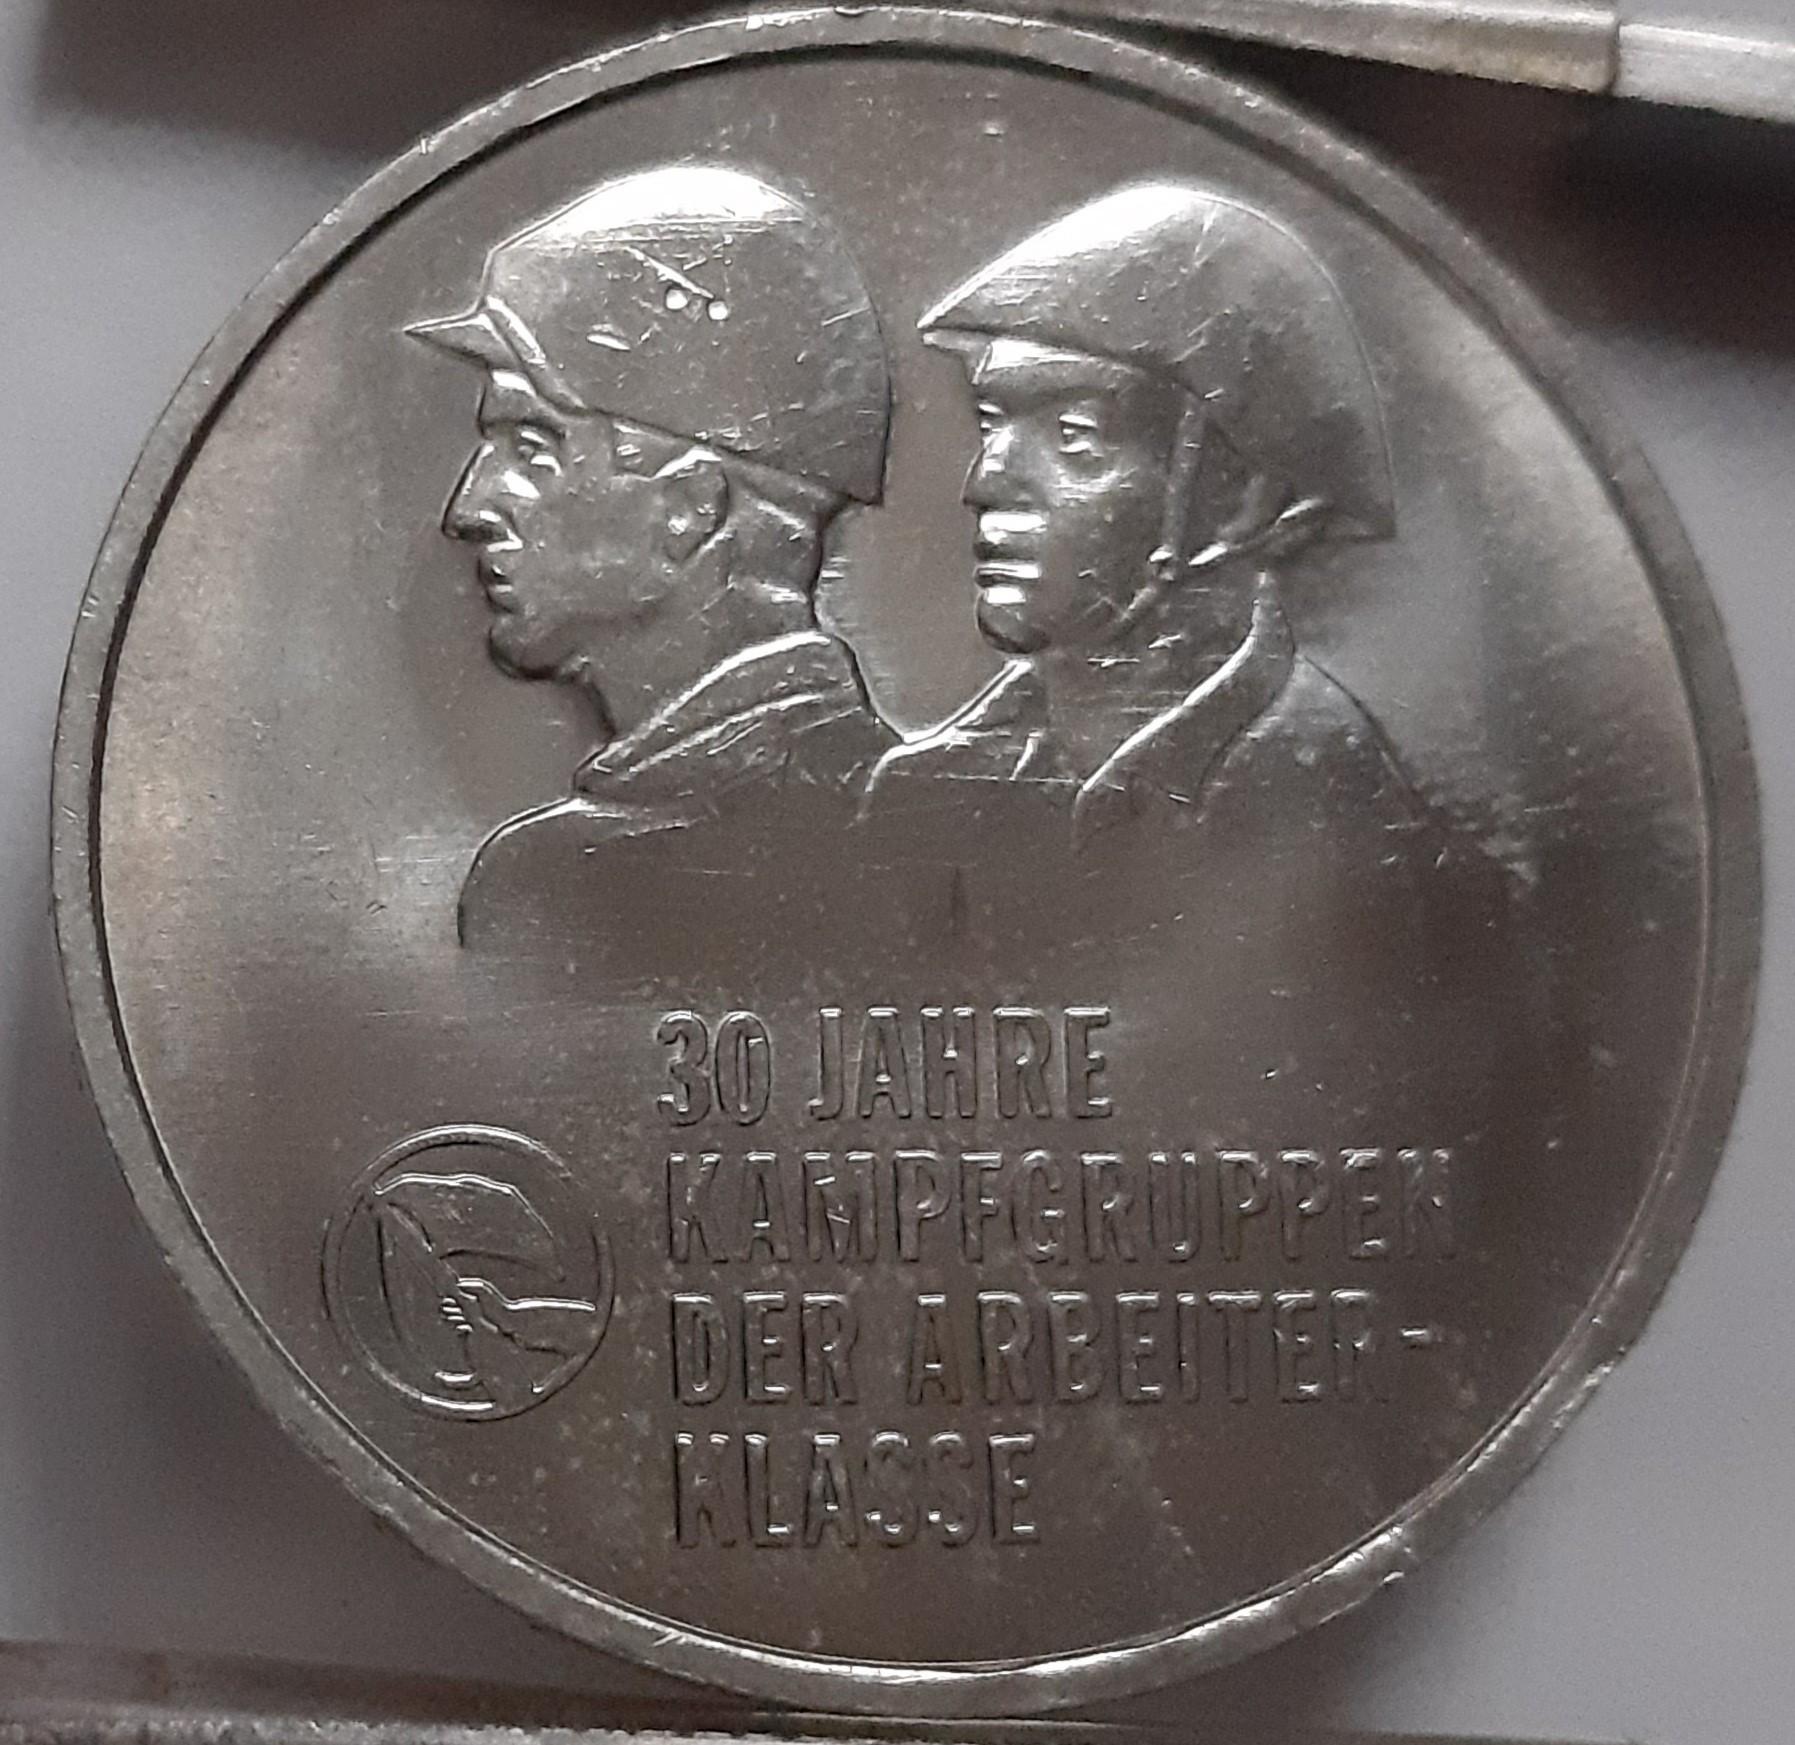 30 JAHRE
KAMPFGRUPPEN
DER ARBEITER-
KLASSE